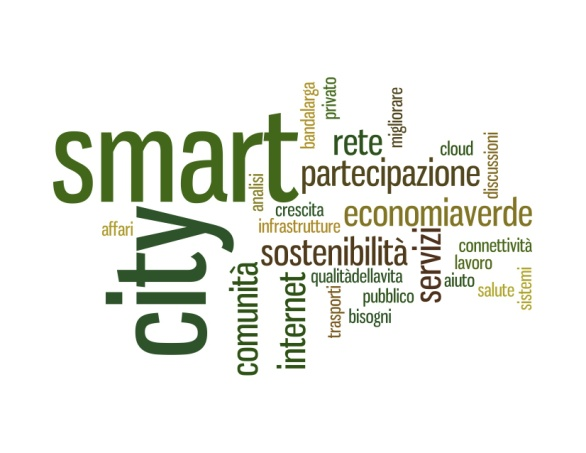 smart
city
bandalarga
privato
migliorare
rete
cloud
discussioni
analisi
partecipazione
crescita
economiaverde
affari
infrastrutture
sostenibilità
servizi
connettività
comunità
internet
qualitàdellavita
lavoro
aiuto
trasporti
pubblico
salute
sistemi
bisogni